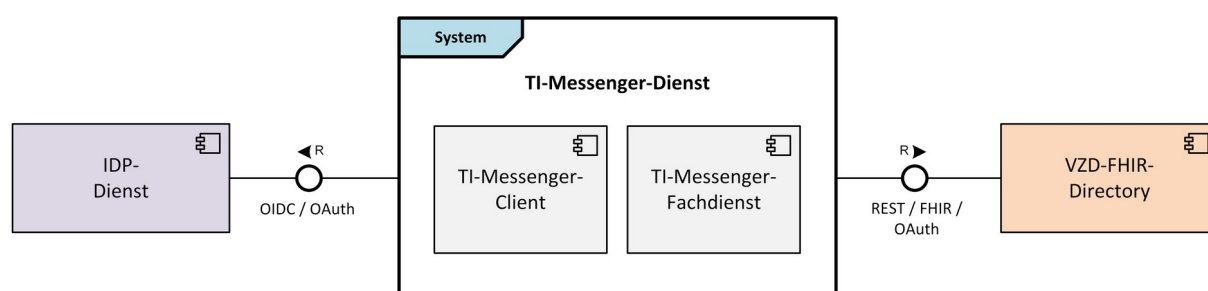 System
TI-Messenger-Dienst
IDP-
Dienst
R
OIDC / OAuth
TI-Messenger-
Client
TI-Messenger-
Fachdienst
R
REST / FHIR /
OAuth
VZD-FHIR-
Directory